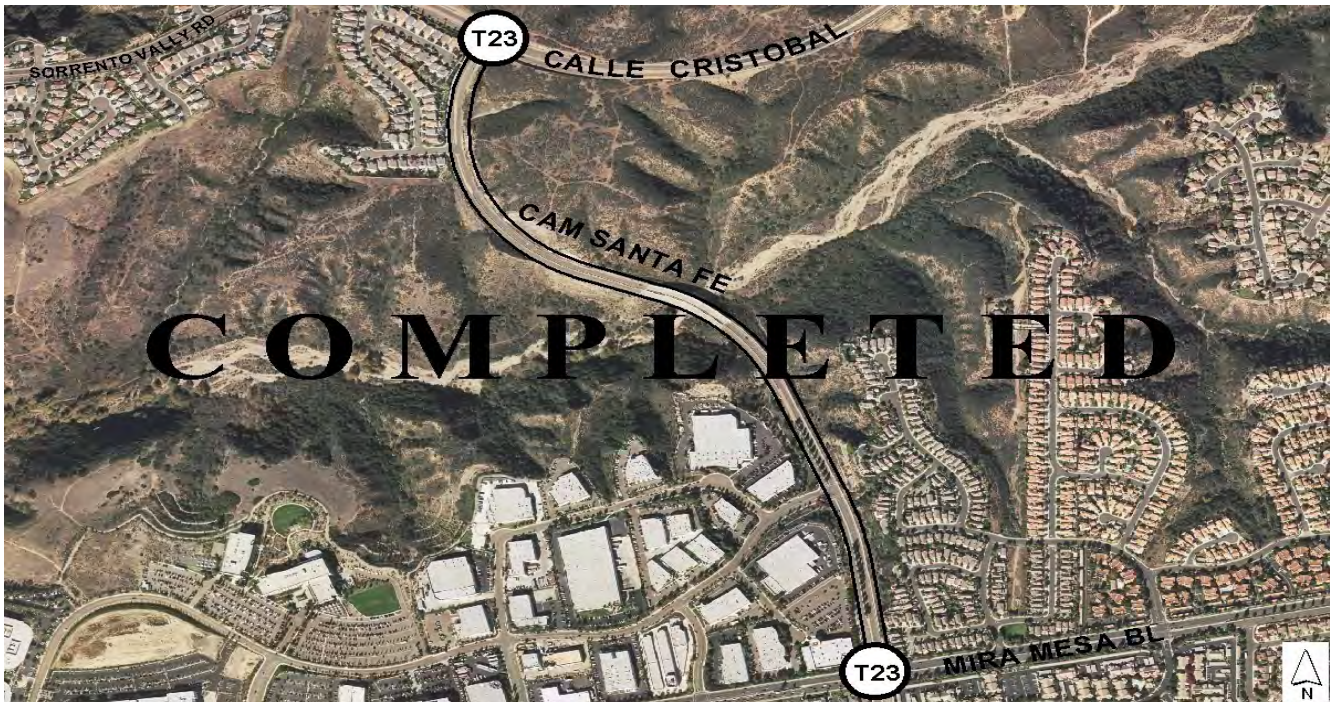 SORRENTO VALLY RD
T23
CALLE CRISTOBAL
CAM SANTA FE
COMPLETED
T23
MIRA MESA BL
N